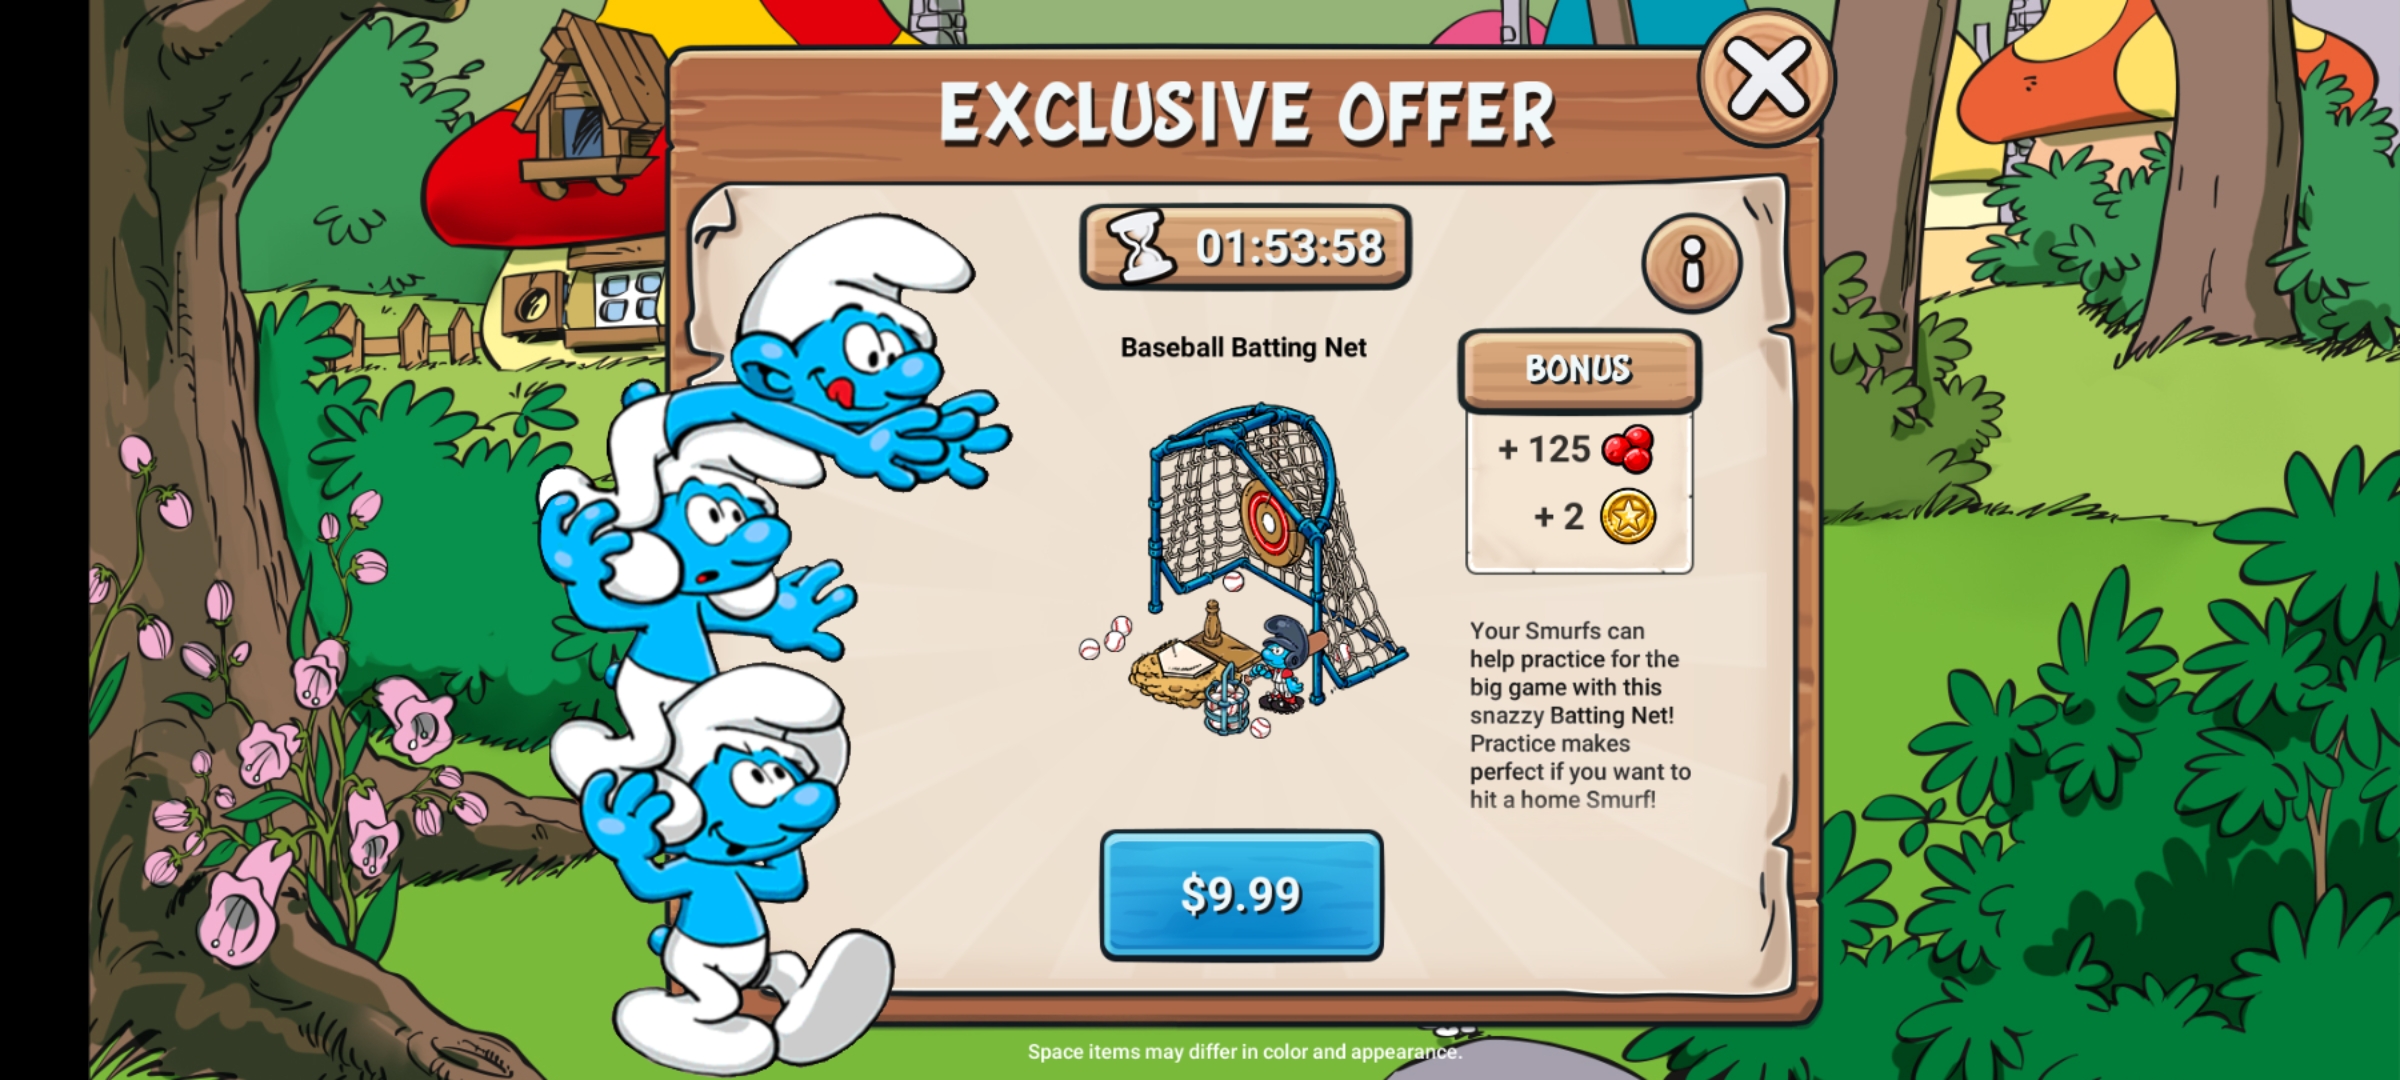 EXCLUSIVE OFFER
01:53:58
Baseball Batting Net
BONUS
+ 125
+ 2
Your Smurfs can
help practice for the
big game with this
snazzy Batting Net!
Practice makes
perfect if you want to
hit a home Smurf!
$9.99
Space items may differ in color and appearance.